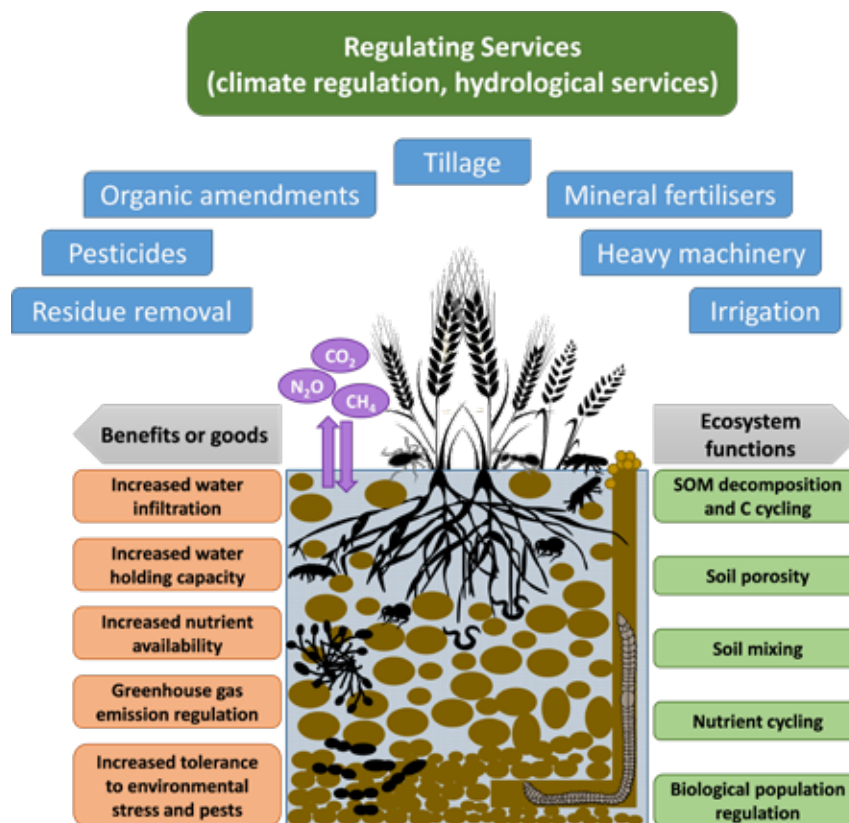 Regulating Services
(climate regulation, hydrological services)
Tillage
Organic amendments
Mineral fertilisers
Pesticides
Heavy machinery
Residue removal
Irrigation
CO₂
N₂O
CH₄
Benefits or goods
Ecosystem
functions
Increased water
infiltration
SOM decomposition
and C cycling
Increased water
holding capacity
Soil porosity
Increased nutrient
availability
Soil mixing
Greenhouse gas
emission regulation
Nutrient cycling
Increased tolerance
to environmental
stress and pests
Biological population
regulation